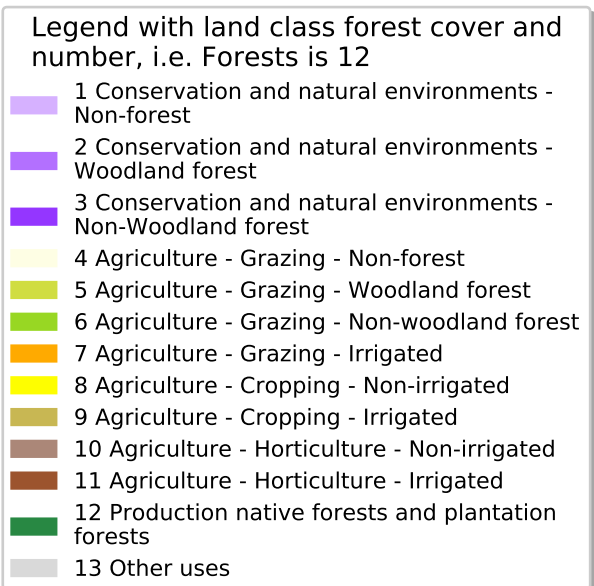 Legend with land class forest cover and
number, i.e. Forests is 12
1 Conservation and natural environments -
Non-forest
2 Conservation and natural environments -
Woodland forest
3 Conservation and natural environments -
Non-Woodland forest
4 Agriculture - Grazing - Non-forest
5 Agriculture - Grazing - Woodland forest
6 Agriculture - Grazing - Non-woodland forest
7 Agriculture - Grazing - Irrigated
8 Agriculture - Cropping - Non-irrigated
9 Agriculture - Cropping - Irrigated
10 Agriculture - Horticulture - Non-irrigated
11 Agriculture - Horticulture - Irrigated
12 Production native forests and plantation
forests
13 Other uses